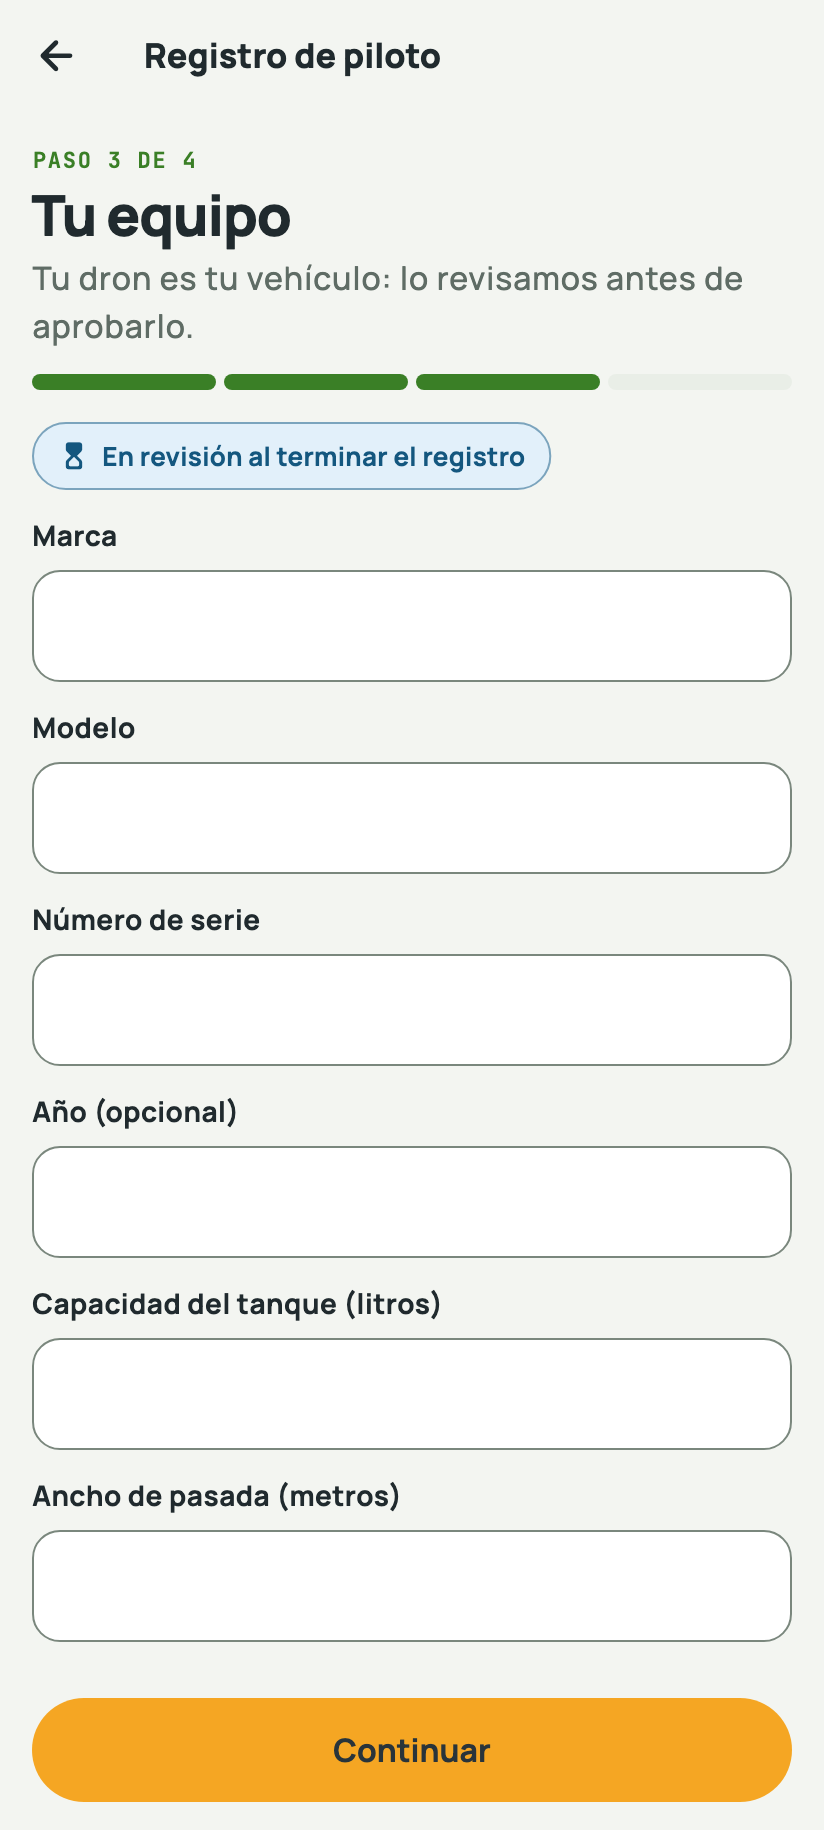 Registro de piloto
PASO 3 DE 4
Tu equipo
Tu dron es tu vehículo: lo revisamos antes de
aprobarlo.
En revisión al terminar el registro
Marca
Modelo
Número de serie
Año (opcional)
Capacidad del tanque (litros)
Ancho de pasada (metros)
Continuar